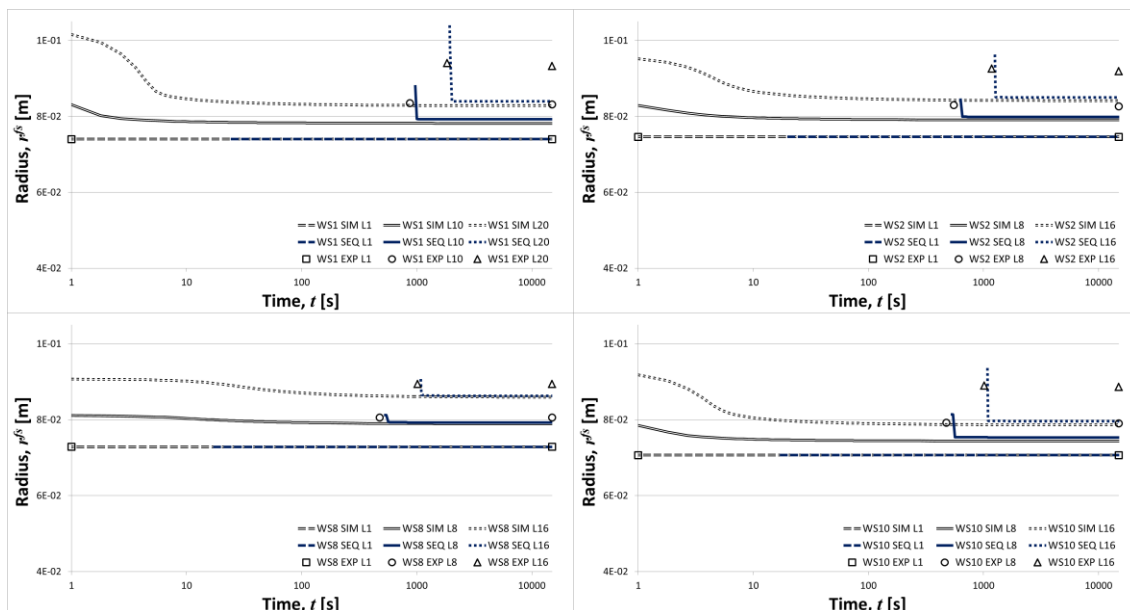 1E-01
8E-02
6E-02
4E-02
Radius, r^fs [m]
WS1 SIM L1 WS1 SIM L10 WS1 SIM L20
WS1 SEQ L1 WS1 SEQ L10 WS1 SEQ L20
WS1 EXP L1 WS1 EXP L10 WS1 EXP L20
1 10 100 1000 10000
Time, t [s]
1E-01
8E-02
6E-02
4E-02
Radius, r^fs [m]
WS2 SIM L1 WS2 SIM L8 WS2 SIM L16
WS2 SEQ L1 WS2 SEQ L8 WS2 SEQ L16
WS2 EXP L1 WS2 EXP L8 WS2 EXP L16
1 10 100 1000 10000
Time, t [s]
1E-01
8E-02
6E-02
4E-02
Radius, r^fs [m]
WS8 SIM L1 WS8 SIM L8 WS8 SIM L16
WS8 SEQ L1 WS8 SEQ L8 WS8 SEQ L16
WS8 EXP L1 WS8 EXP L8 WS8 EXP L16
1 10 100 1000 10000
Time, t [s]
1E-01
8E-02
6E-02
4E-02
Radius, r^fs [m]
WS10 SIM L1 WS10 SIM L8 WS10 SIM L16
WS10 SEQ L1 WS10 SEQ L8 WS10 SEQ L16
WS10 EXP L1 WS10 EXP L8 WS10 EXP L16
1 10 100 1000 10000
Time, t [s]